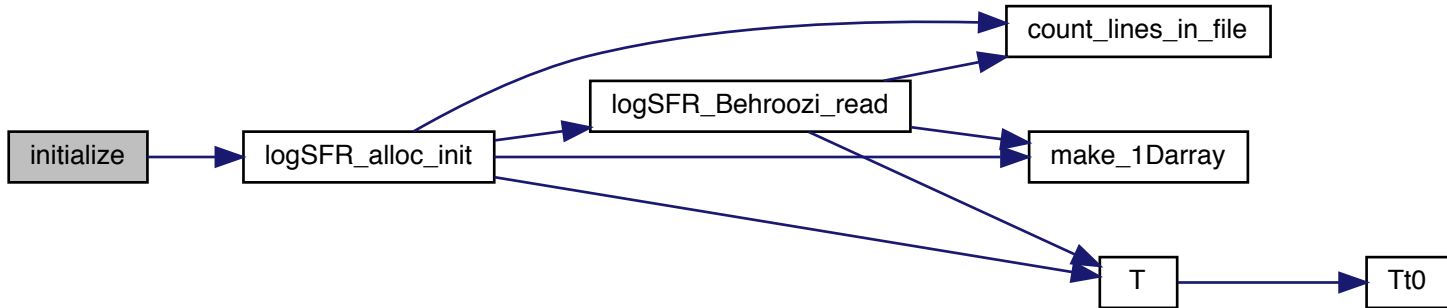 initialize
logSFR_alloc_init
logSFR_Behroozi_read
count_lines_in_file
make_1Darray
T
Tt0